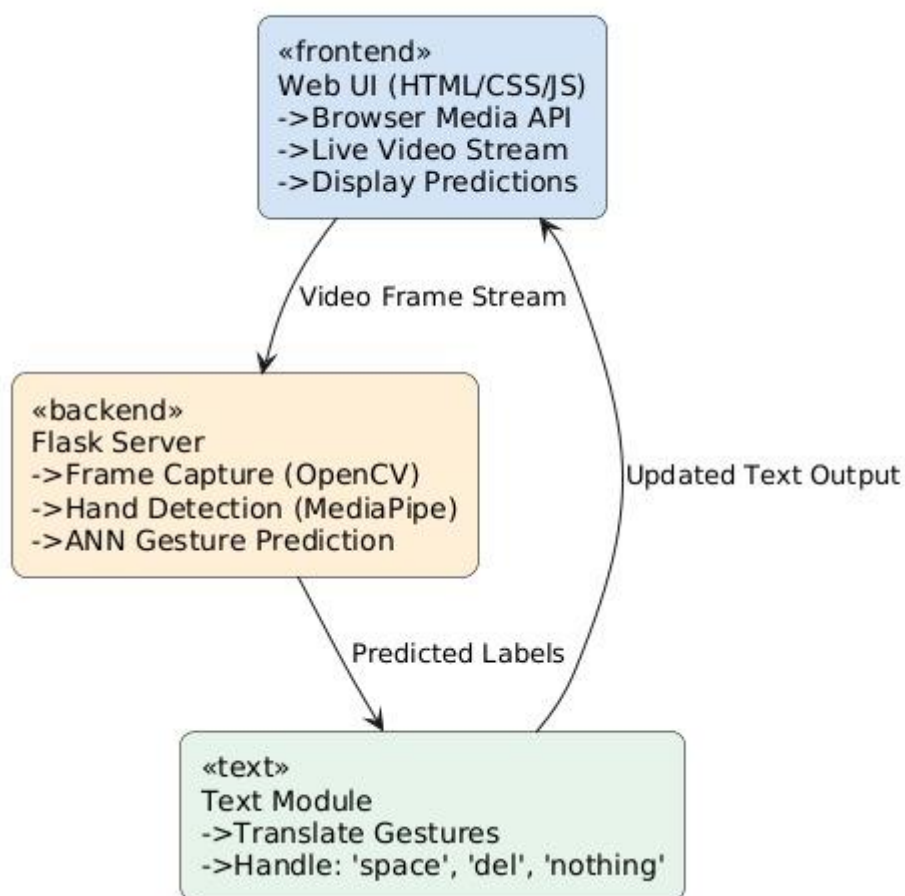 «frontend»
Web UI (HTML/CSS/JS)
->Browser Media API
->Live Video Stream
->Display Predictions
Video Frame Stream
«backend»
Flask Server
->Frame Capture (OpenCV)
->Hand Detection (MediaPipe)
->ANN Gesture Prediction
Updated Text Output
Predicted Labels
«text»
Text Module
->Translate Gestures
->Handle: 'space', 'del', 'nothing'